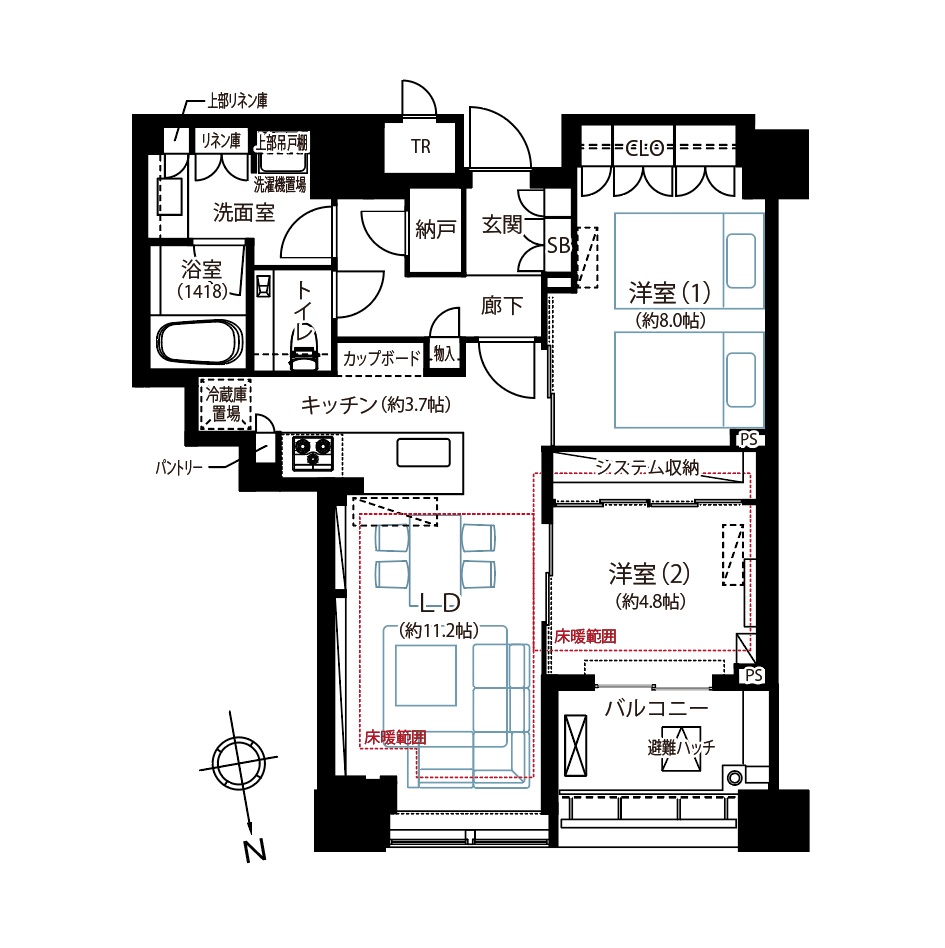 上部リネン庫
リネン庫
上部吊戸棚
洗濯機置場
洗面室
TR
CLO
納戸
玄関
SB
浴室
(1418)
トイレ
廊下
洋室(1)
(約8.0帖)
カップボード
物入
冷蔵庫
置場
キッチン(約3.7帖)
PS
パントリー
システム収納
洋室(2)
(約4.8帖)
LD
(約11.2帖)
床暖範囲
PS
バルコニー
床暖範囲
避難ハッチ
N